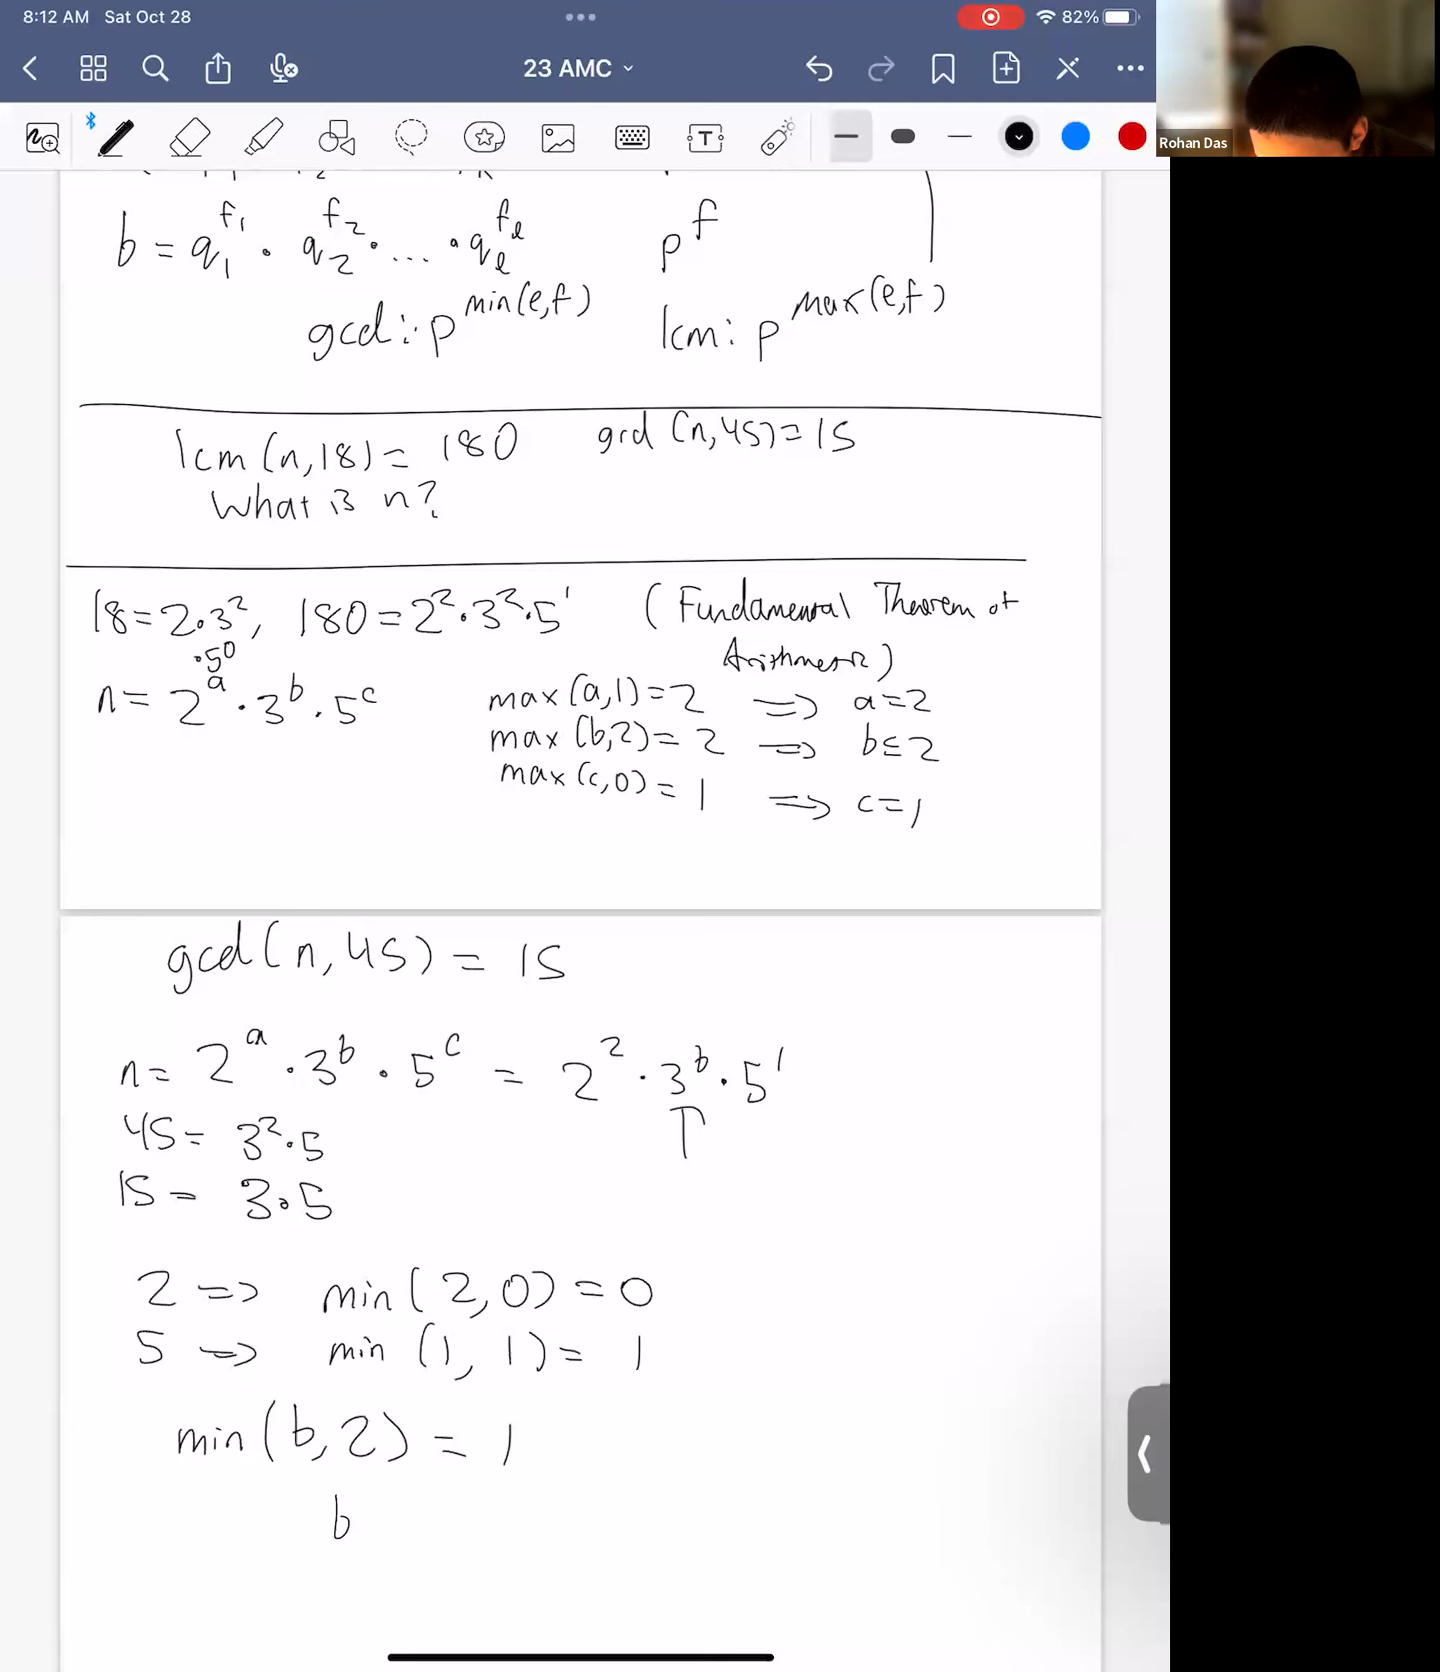 8:12 AM Sat Oct 28
82%
23 AMC
T
Rohan Das
b = q₁^f₁ · q₂^f₂ · ... · qₗ^fₗ p^f
gcd: p^min(e,f) lcm: p^max(e,f)
lcm (n,18) = 180 gcd (n,45) = 15
What is n?
18=2·3², 180=2²·3²·5¹ (Fundamental Theorem of
·5⁰ Arithmetic)
n= 2^a · 3^b · 5^c max (a,1) = 2 => a=2
max (b,2) = 2 => b≤2
max (c,0) = 1 => c=1
gcd (n,45) = 15
n= 2^a · 3^b · 5^c = 2² · 3^b · 5¹
45= 3²·5 ↑
15= 3·5
2 => min(2,0) = 0
5 => min (1,1) = 1
min(b,2) = 1
b